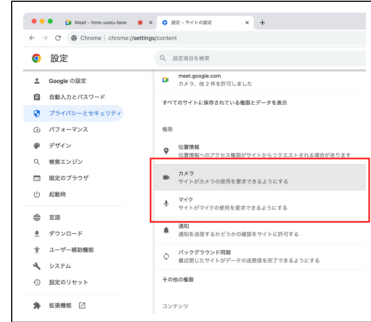 Meet - hme-uzeu-bew
設定 - サイトの設定
Chrome
chrome://settings/content
設定
設定項目を検索
Google の設定
自動入力とパスワード
プライバシーとセキュリティ
パフォーマンス
デザイン
検索エンジン
既定のブラウザ
起動時
言語
ダウンロード
ユーザー補助機能
システム
設定のリセット
拡張機能
meet.google.com
カメラ、他 2 件を許可しました
すべてのサイトに保存されている権限とデータを表示
権限
位置情報
位置情報へのアクセス権限がサイトからリクエストされる場合があります
カメラ
サイトがカメラの使用を要求できるようにする
マイク
サイトがマイクの使用を要求できるようにする
通知
通知を送信するかどうかの確認をサイトに許可する
バックグラウンド同期
最近閉じたサイトがデータの送受信を完了できるようにする
その他の権限
コンテンツ